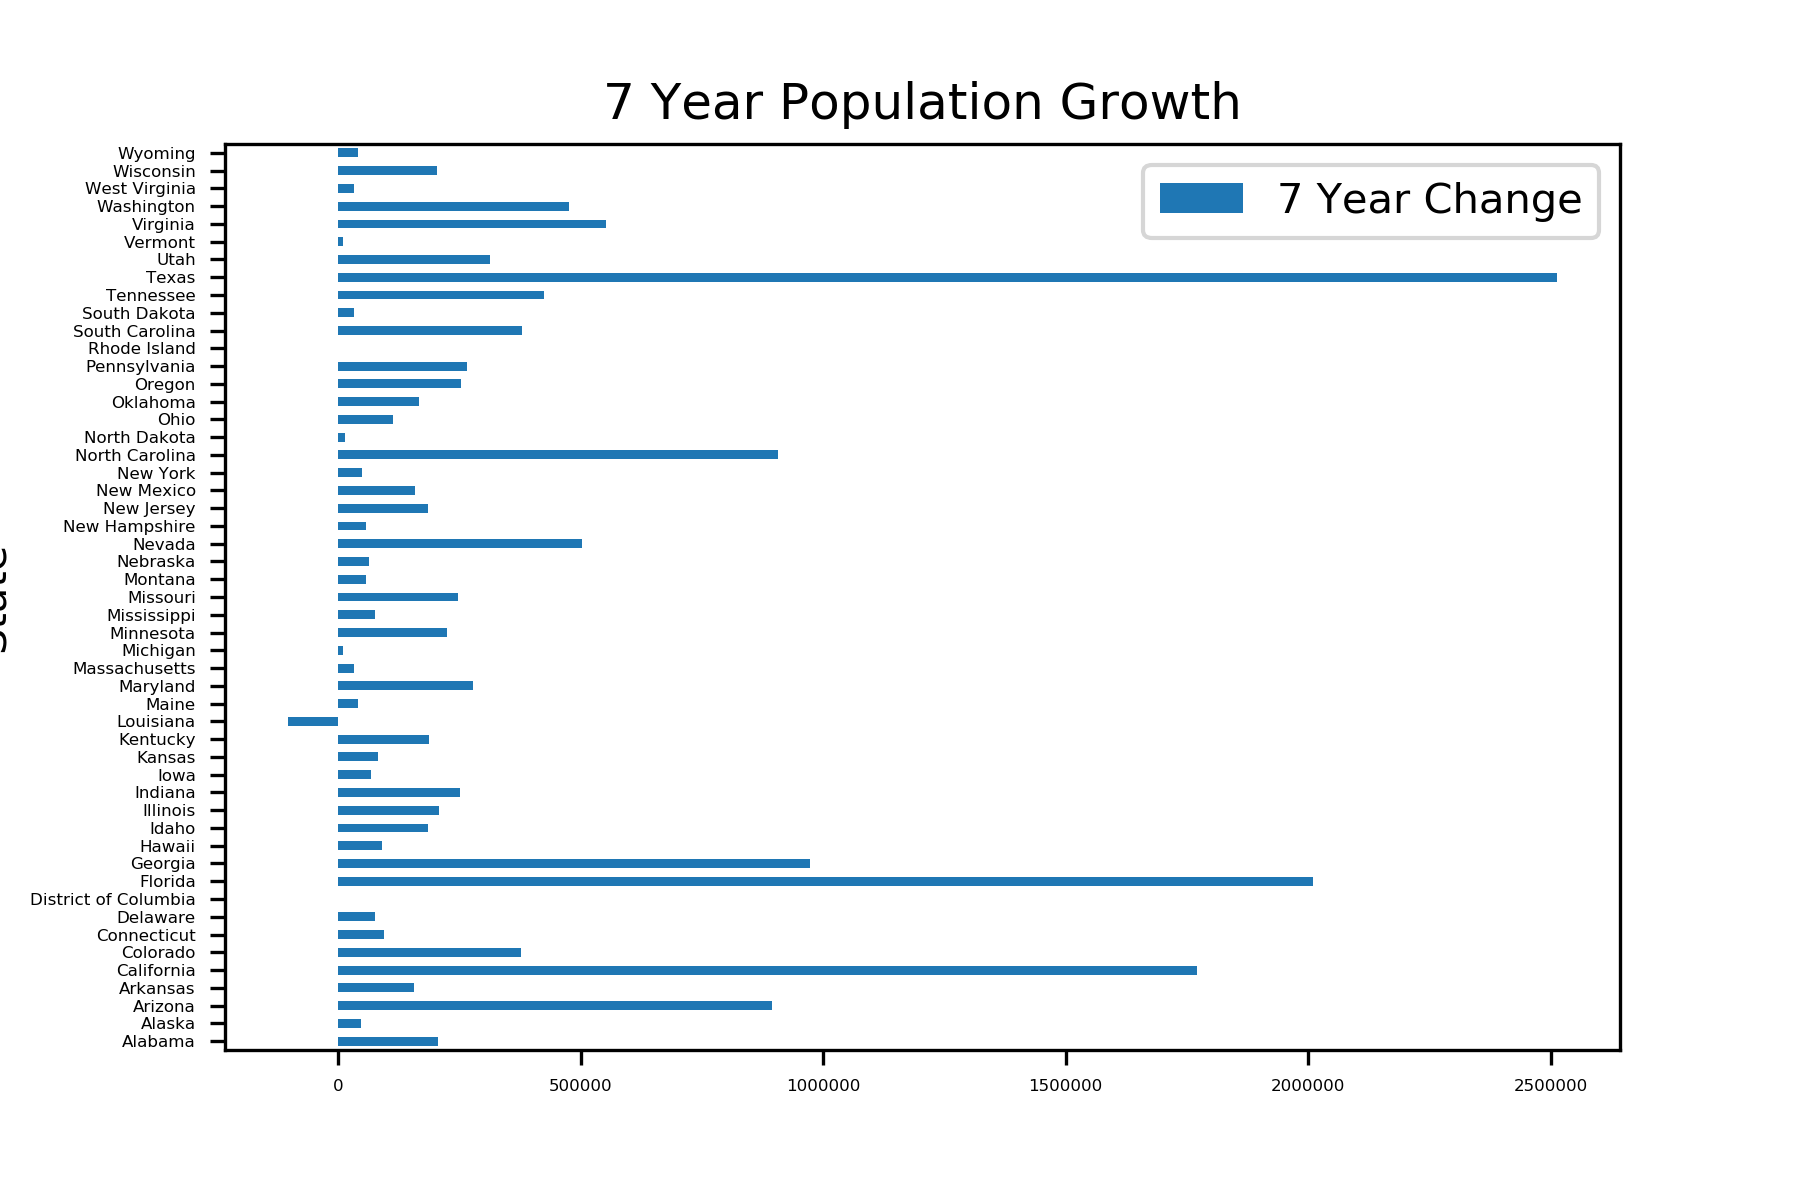 7 Year Population Growth
7 Year Change
Wyoming
Wisconsin
West Virginia
Washington
Virginia
Vermont
Utah
Texas
Tennessee
South Dakota
South Carolina
Rhode Island
Pennsylvania
Oregon
Oklahoma
Ohio
North Dakota
North Carolina
New York
New Mexico
New Jersey
New Hampshire
Nevada
Nebraska
Montana
Missouri
Mississippi
Minnesota
Michigan
Massachusetts
Maryland
Maine
Louisiana
Kentucky
Kansas
Iowa
Indiana
Illinois
Idaho
Hawaii
Georgia
Florida
District of Columbia
Delaware
Connecticut
Colorado
California
Arkansas
Arizona
Alaska
Alabama
0 500000 1000000 1500000 2000000 2500000